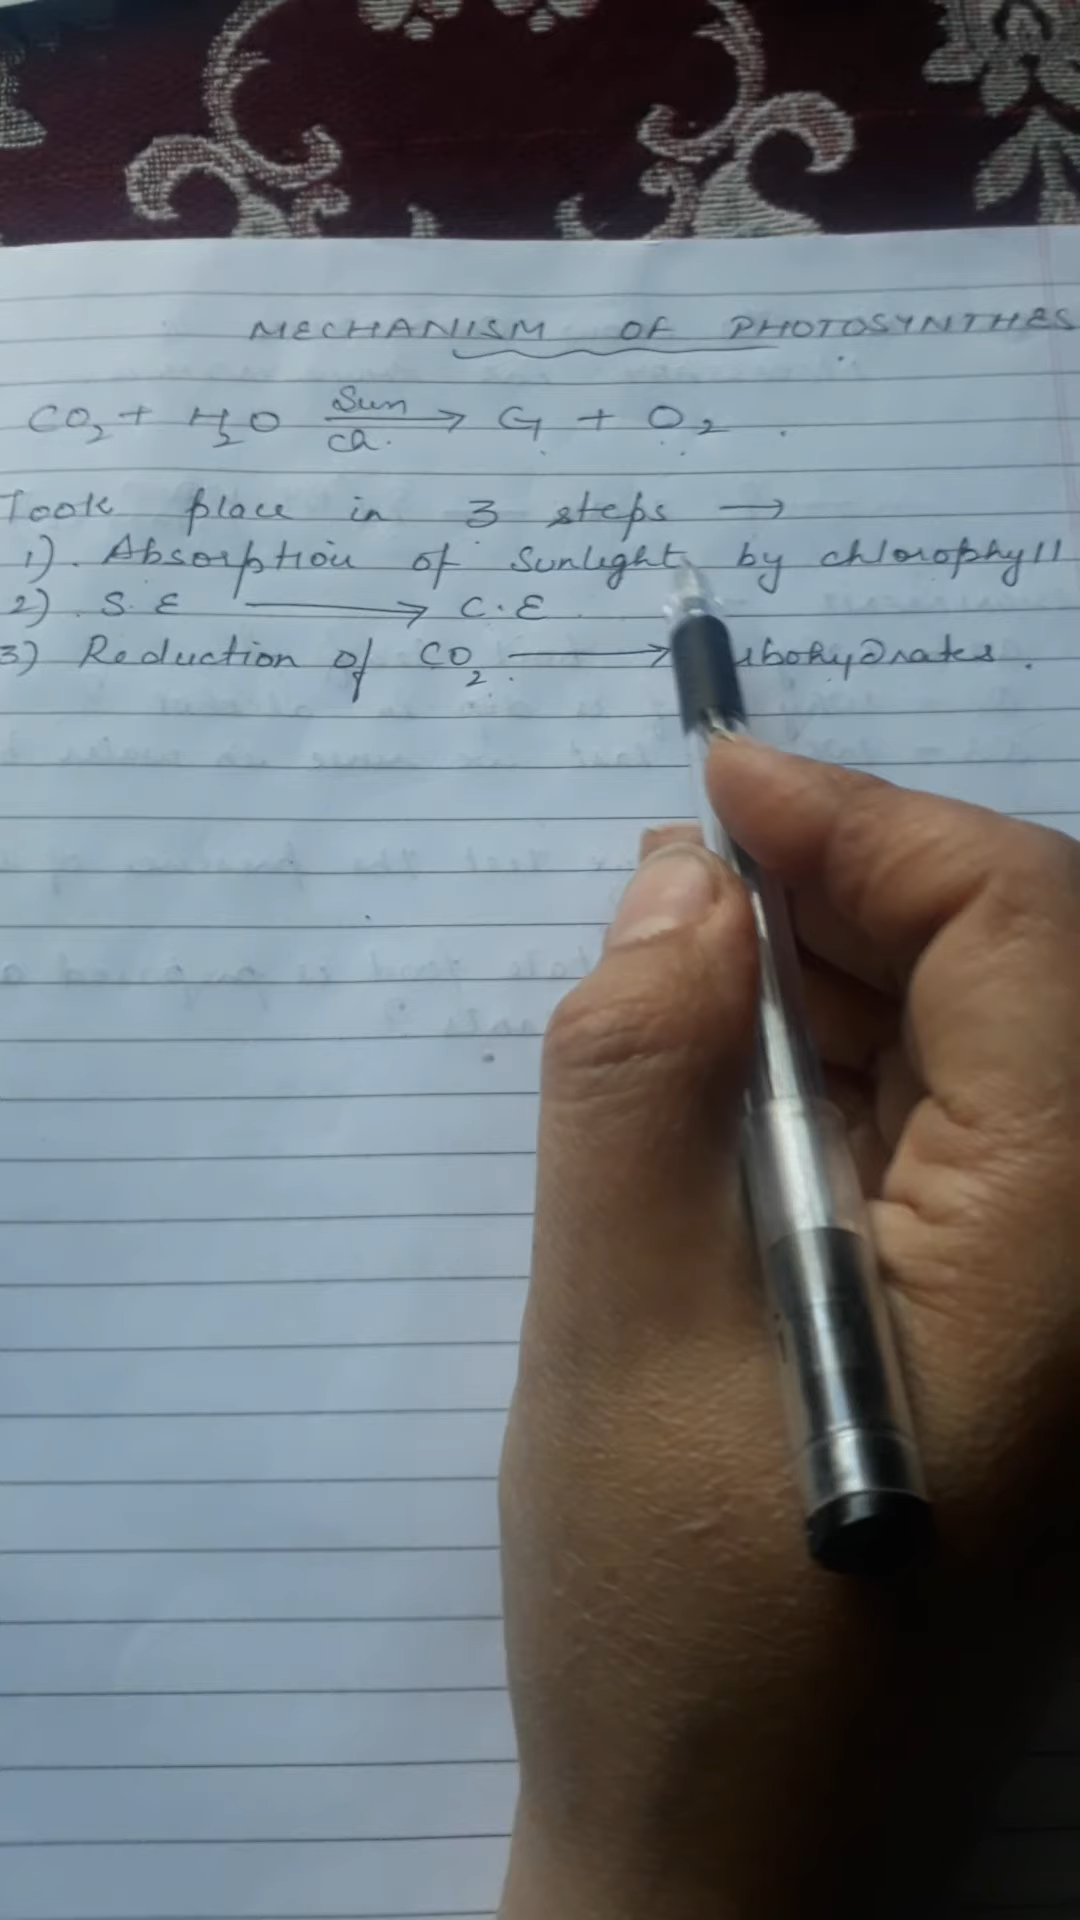 MECHANISM OF PHOTOSYNTHES
CO2 + H2O Sun/Cl. → G + O2.
Took place in 3 steps →
1). Absorption of Sunlight by chlorophyll
2). S.E → C.E.
3) Reduction of CO2 →